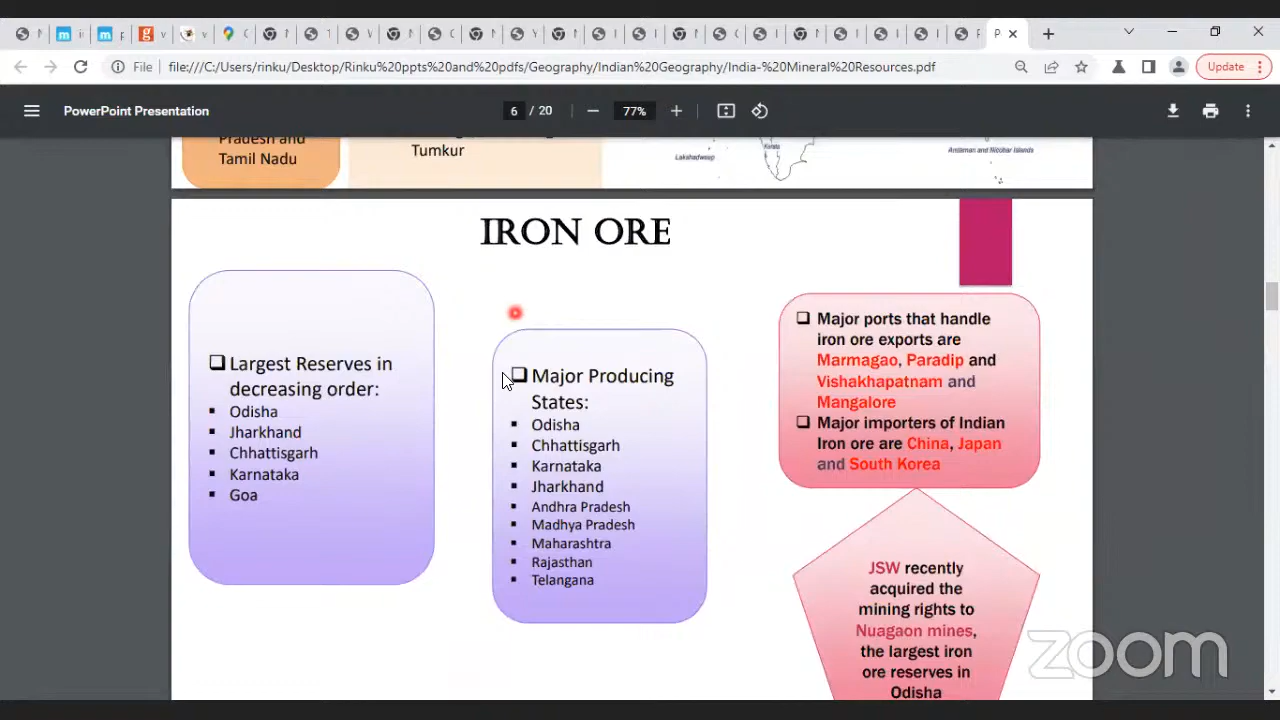 File
file:///C:/Users/rinku/Desktop/Rinku%20ppts%20and%20pdfs/Geography/Indian%20Geography/India-%20Mineral%20Resources.pdf
Update
PowerPoint Presentation
6 / 20
77%
Pradesh and
Tamil Nadu
Tumkur
Kerala
Lakshadweep
Andaman and Nicobar Islands
IRON ORE
Largest Reserves in
decreasing order:
Odisha
Jharkhand
Chhattisgarh
Karnataka
Goa
Major Producing
States:
Odisha
Chhattisgarh
Karnataka
Jharkhand
Andhra Pradesh
Madhya Pradesh
Maharashtra
Rajasthan
Telangana
Major ports that handle
iron ore exports are
Marmagao, Paradip and
Vishakhapatnam and
Mangalore
Major importers of Indian
Iron ore are China, Japan
and South Korea
JSW recently
acquired the
mining rights to
Nuagaon mines,
the largest iron
ore reserves in
Odisha
zoom